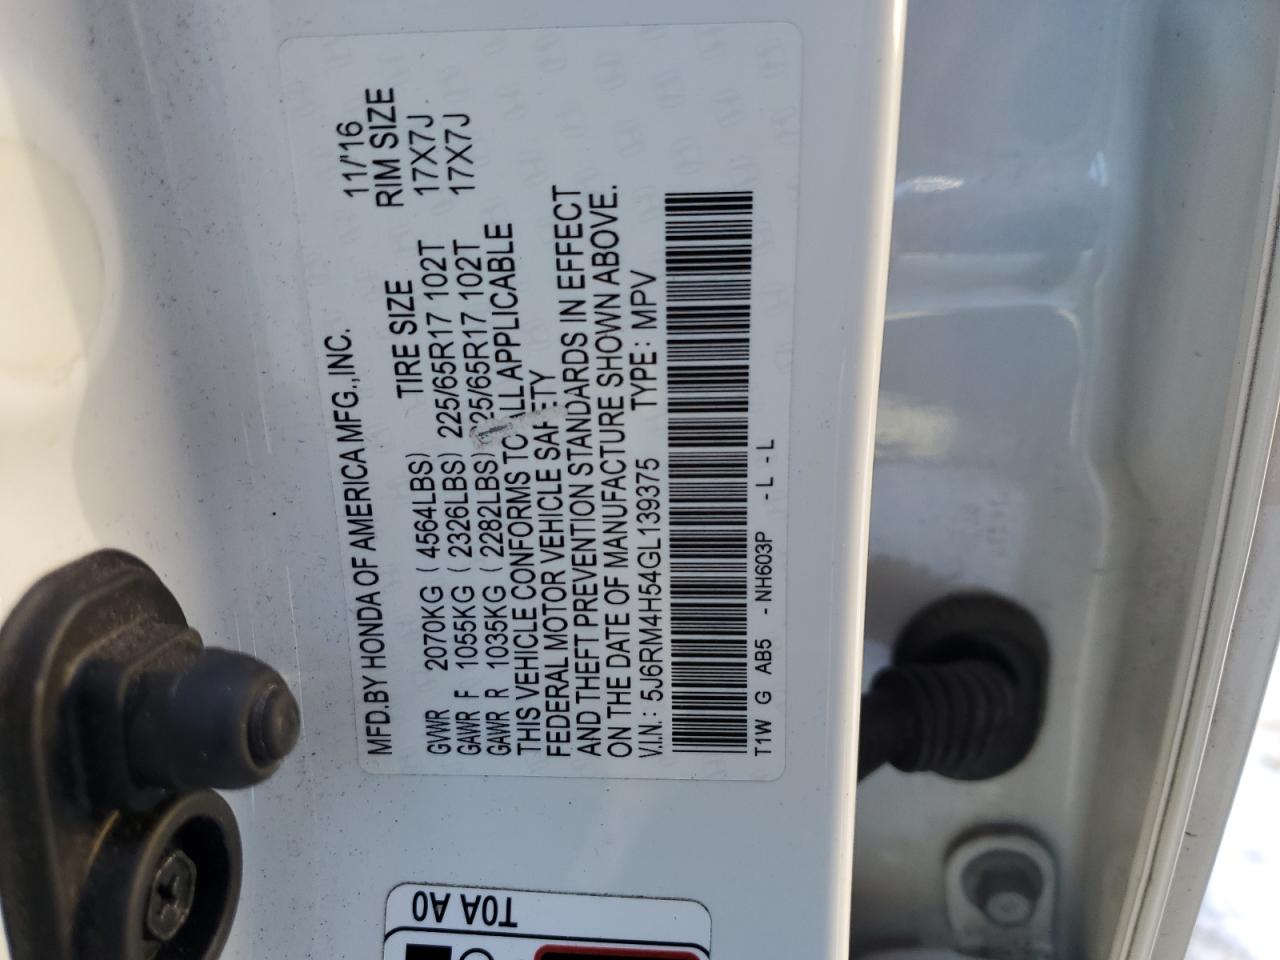 MFD.BY HONDA OF AMERICA MFG.,INC. 11/'16
TIRE SIZE RIM SIZE
GVWR 2070KG ( 4564LBS) 225/65R17 102T 17X7J
GAWR F 1055KG ( 2326LBS) 225/65R17 102T 17X7J
GAWR R 1035KG ( 2282LBS)
THIS VEHICLE CONFORMS TO ALL APPLICABLE
FEDERAL MOTOR VEHICLE SAFETY
AND THEFT PREVENTION STANDARDS IN EFFECT
ON THE DATE OF MANUFACTURE SHOWN ABOVE.
V.I.N.: 5J6RM4H54GL139375 TYPE: MPV
T1W G AB5 - NH603P - L - L
T0A A0